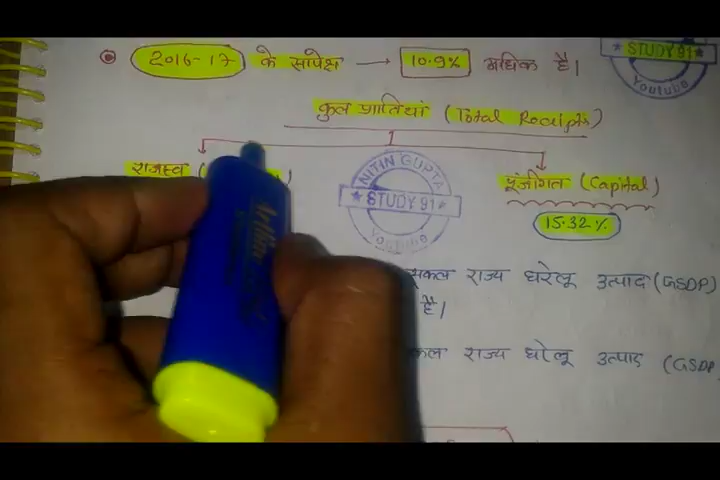 2016-17 के सापेक्ष → 10.9% अधिक है।
STUDY 91
Youtube
कुल प्राप्तियां (Total Receipts)
राजस्व (
पूंजीगत (Capital)
15.32%
NITIN GUPTA
STUDY 91
Youtube
सकल राज्य घरेलू उत्पाद (GSDP)
है।
कल राज्य घरेलू उत्पाद (GSDP